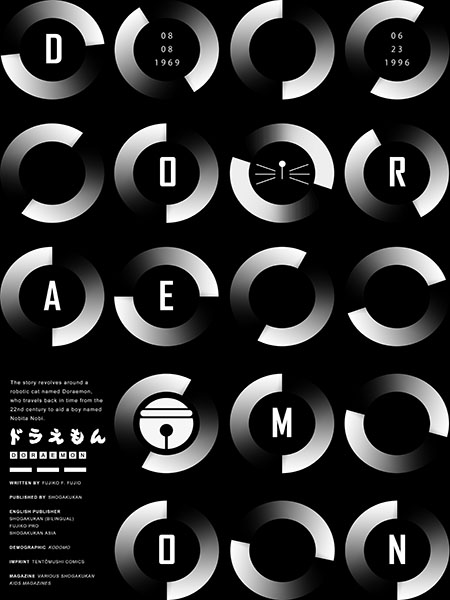 D
08
08
1969
06
23
1996
O
R
A
E
The story revolves around a
robotic cat named Doraemon,
who travels back in time from the
22nd century to aid a boy named
Nobita Nobi.
ドラえもん
DORAEMON
M
WRITTEN BY FUJIKO F. FUJIO
PUBLISHED BY SHOGAKUKAN
ENGLISH PUBLISHER
SHOGAKUKAN (BILINGUAL)
FUJIKO PRO
SHOGAKUKAN ASIA
DEMOGRAPHIC KODOMO
IMPRINT TENTŌMUSHI COMICS
MAGAZINE VARIOUS SHOGAKUKAN
KIDS MAGAZINES
O
N